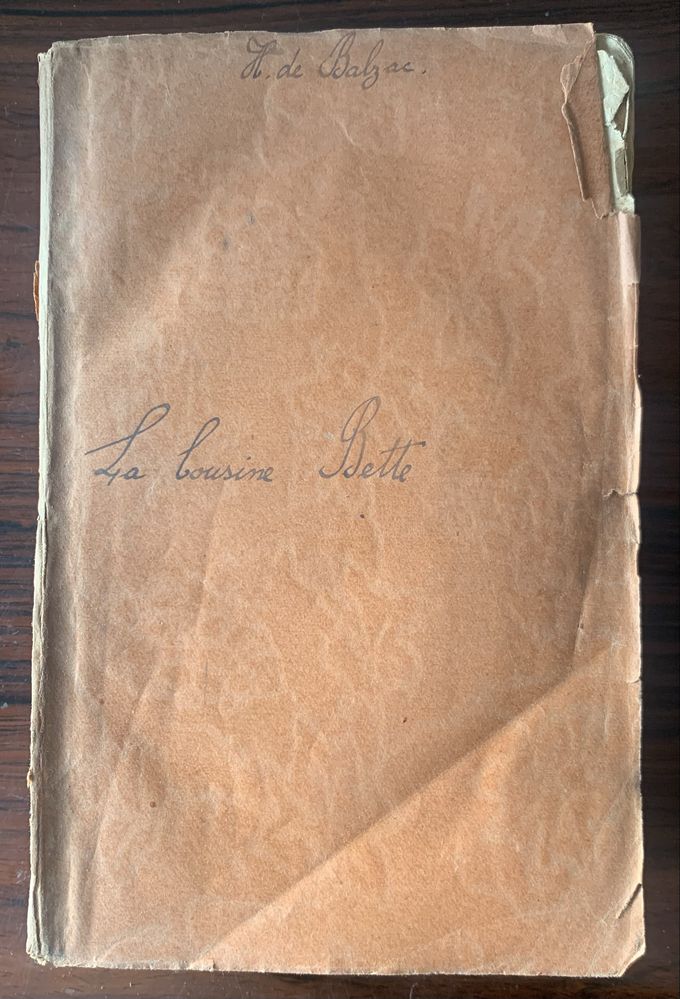 H. de Balzac.
La Cousine Bette